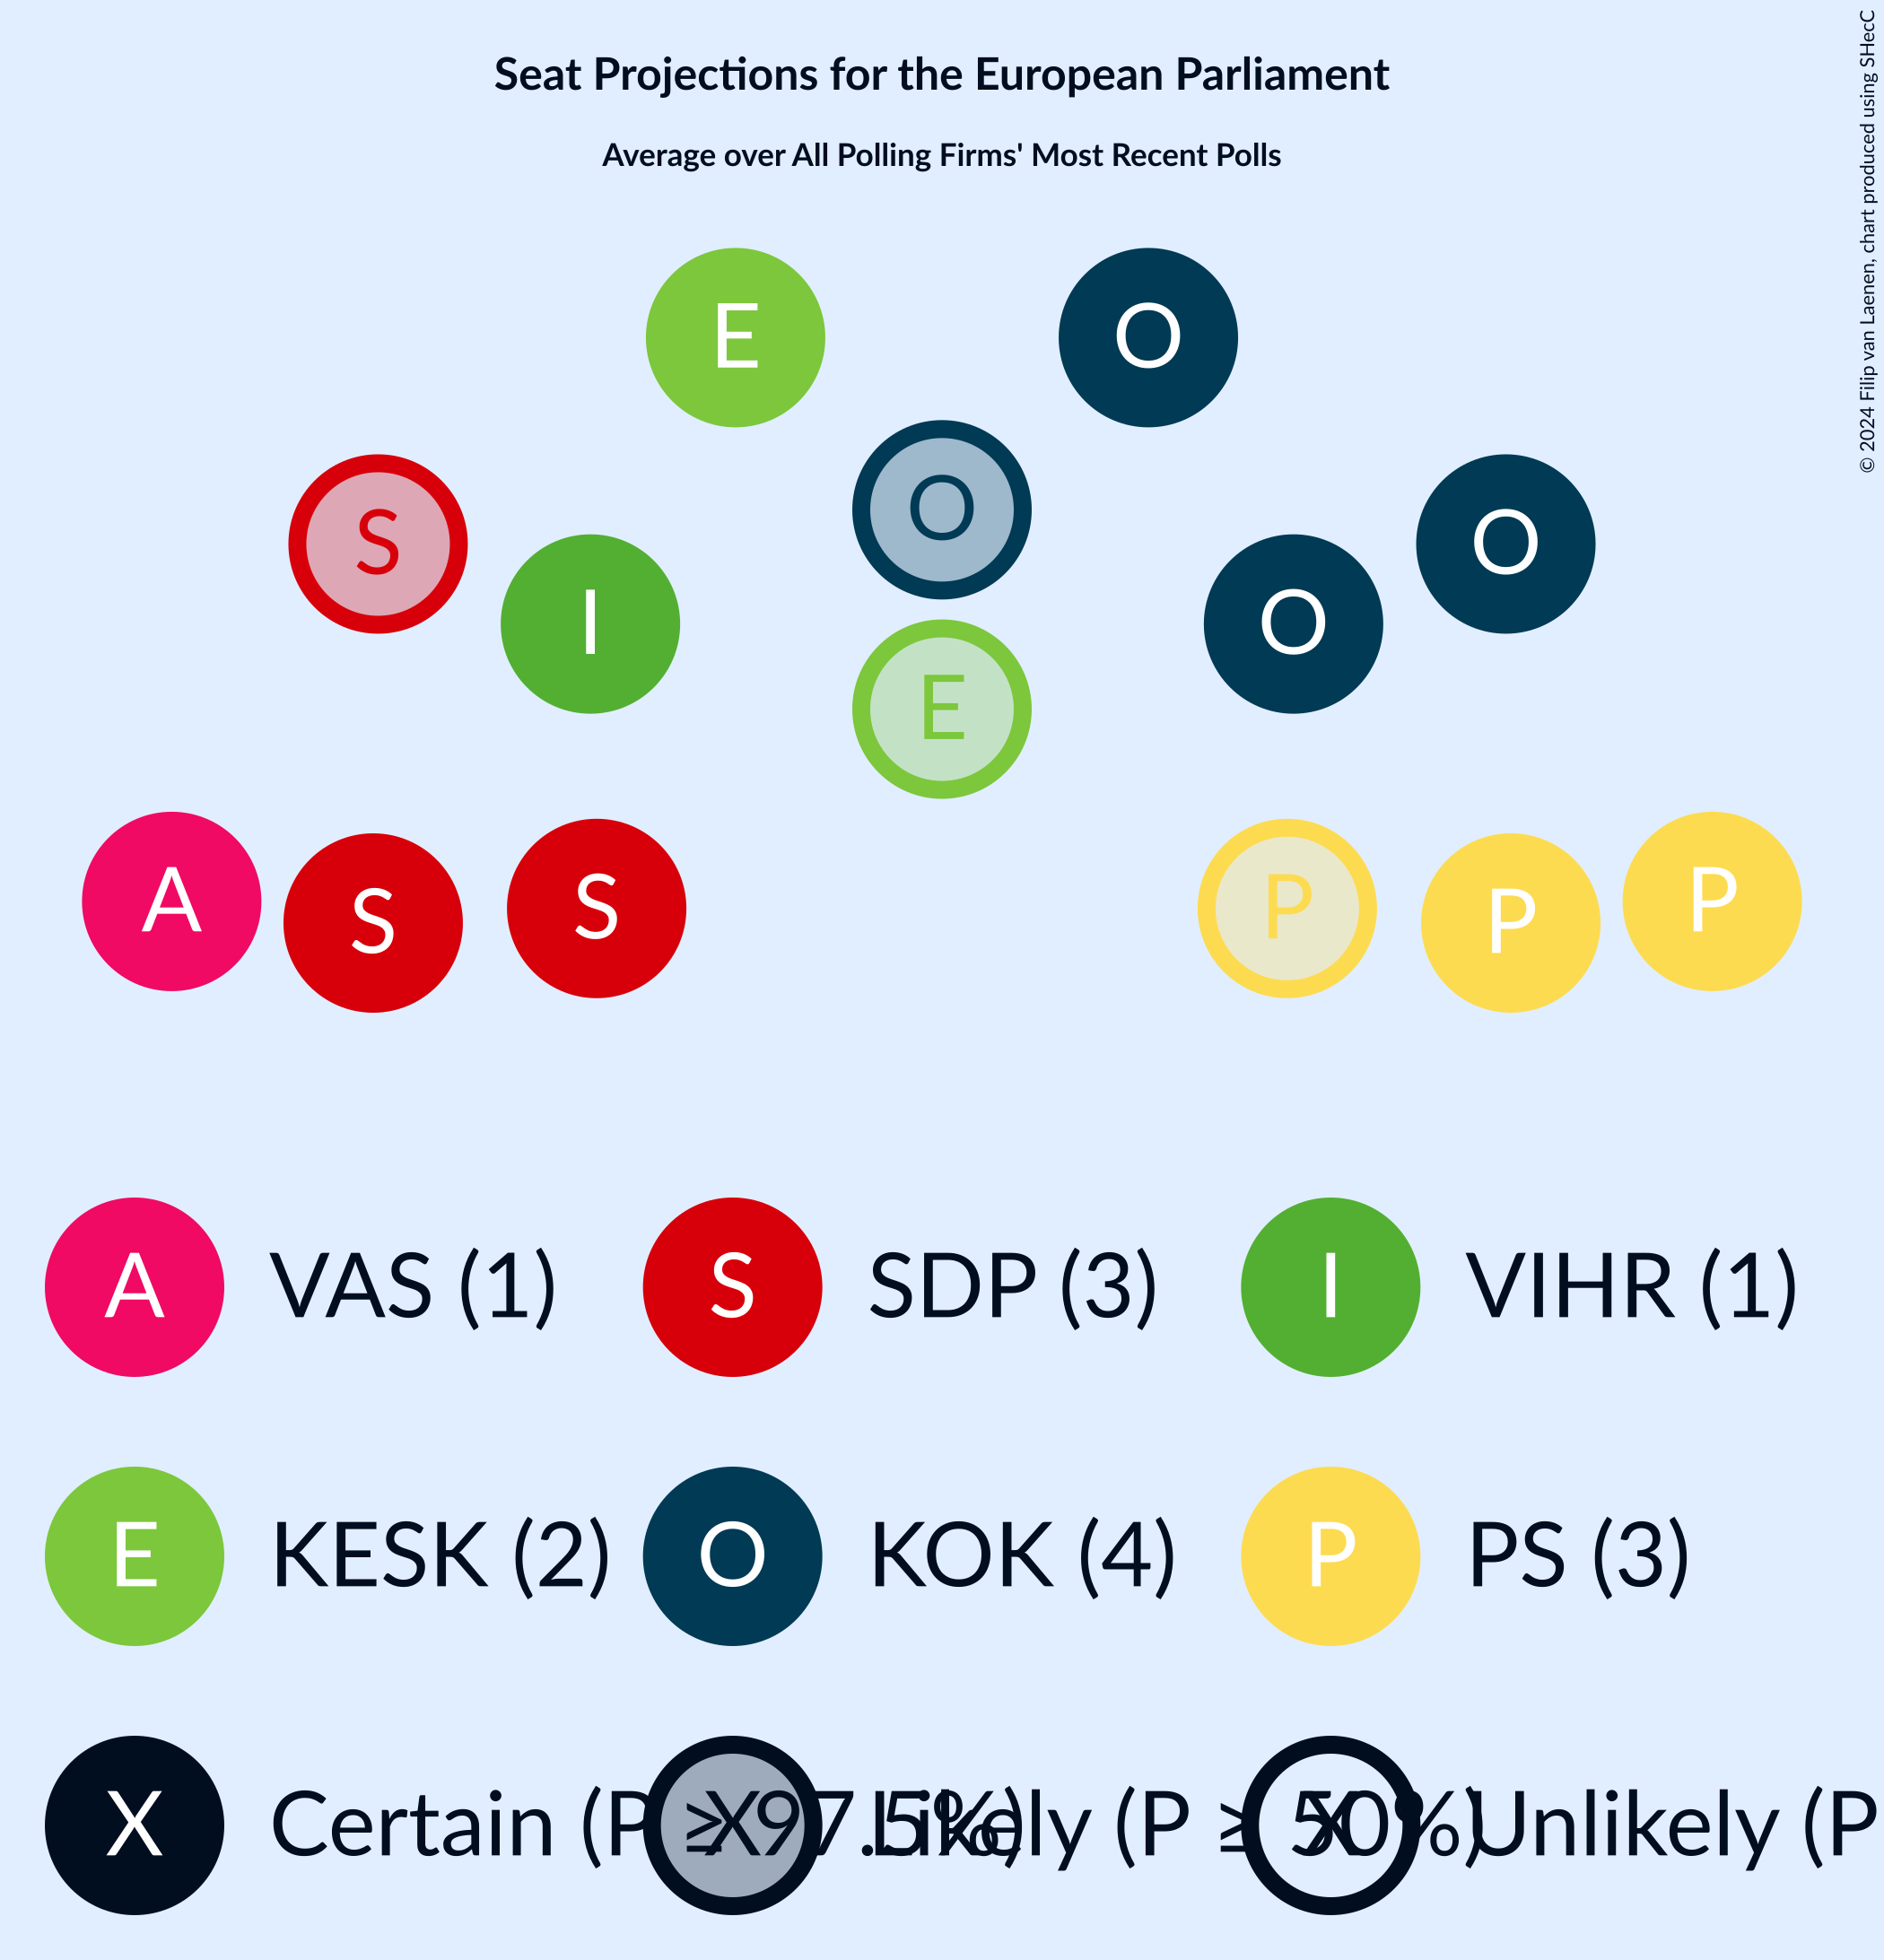 Seat Projections for the European Parliament
Average over All Polling Firms' Most Recent Polls
© 2024 Filip van Laenen, chart produced using SHecC
E O
S O O
I O
E
A S S P P P
A VAS (1) S SDP (3) I VIHR (1)
E KESK (2) O KOK (4) P PS (3)
X Certain (P ≥ 97.5%) X Likely (P ≥ 50%) X Unlikely (P